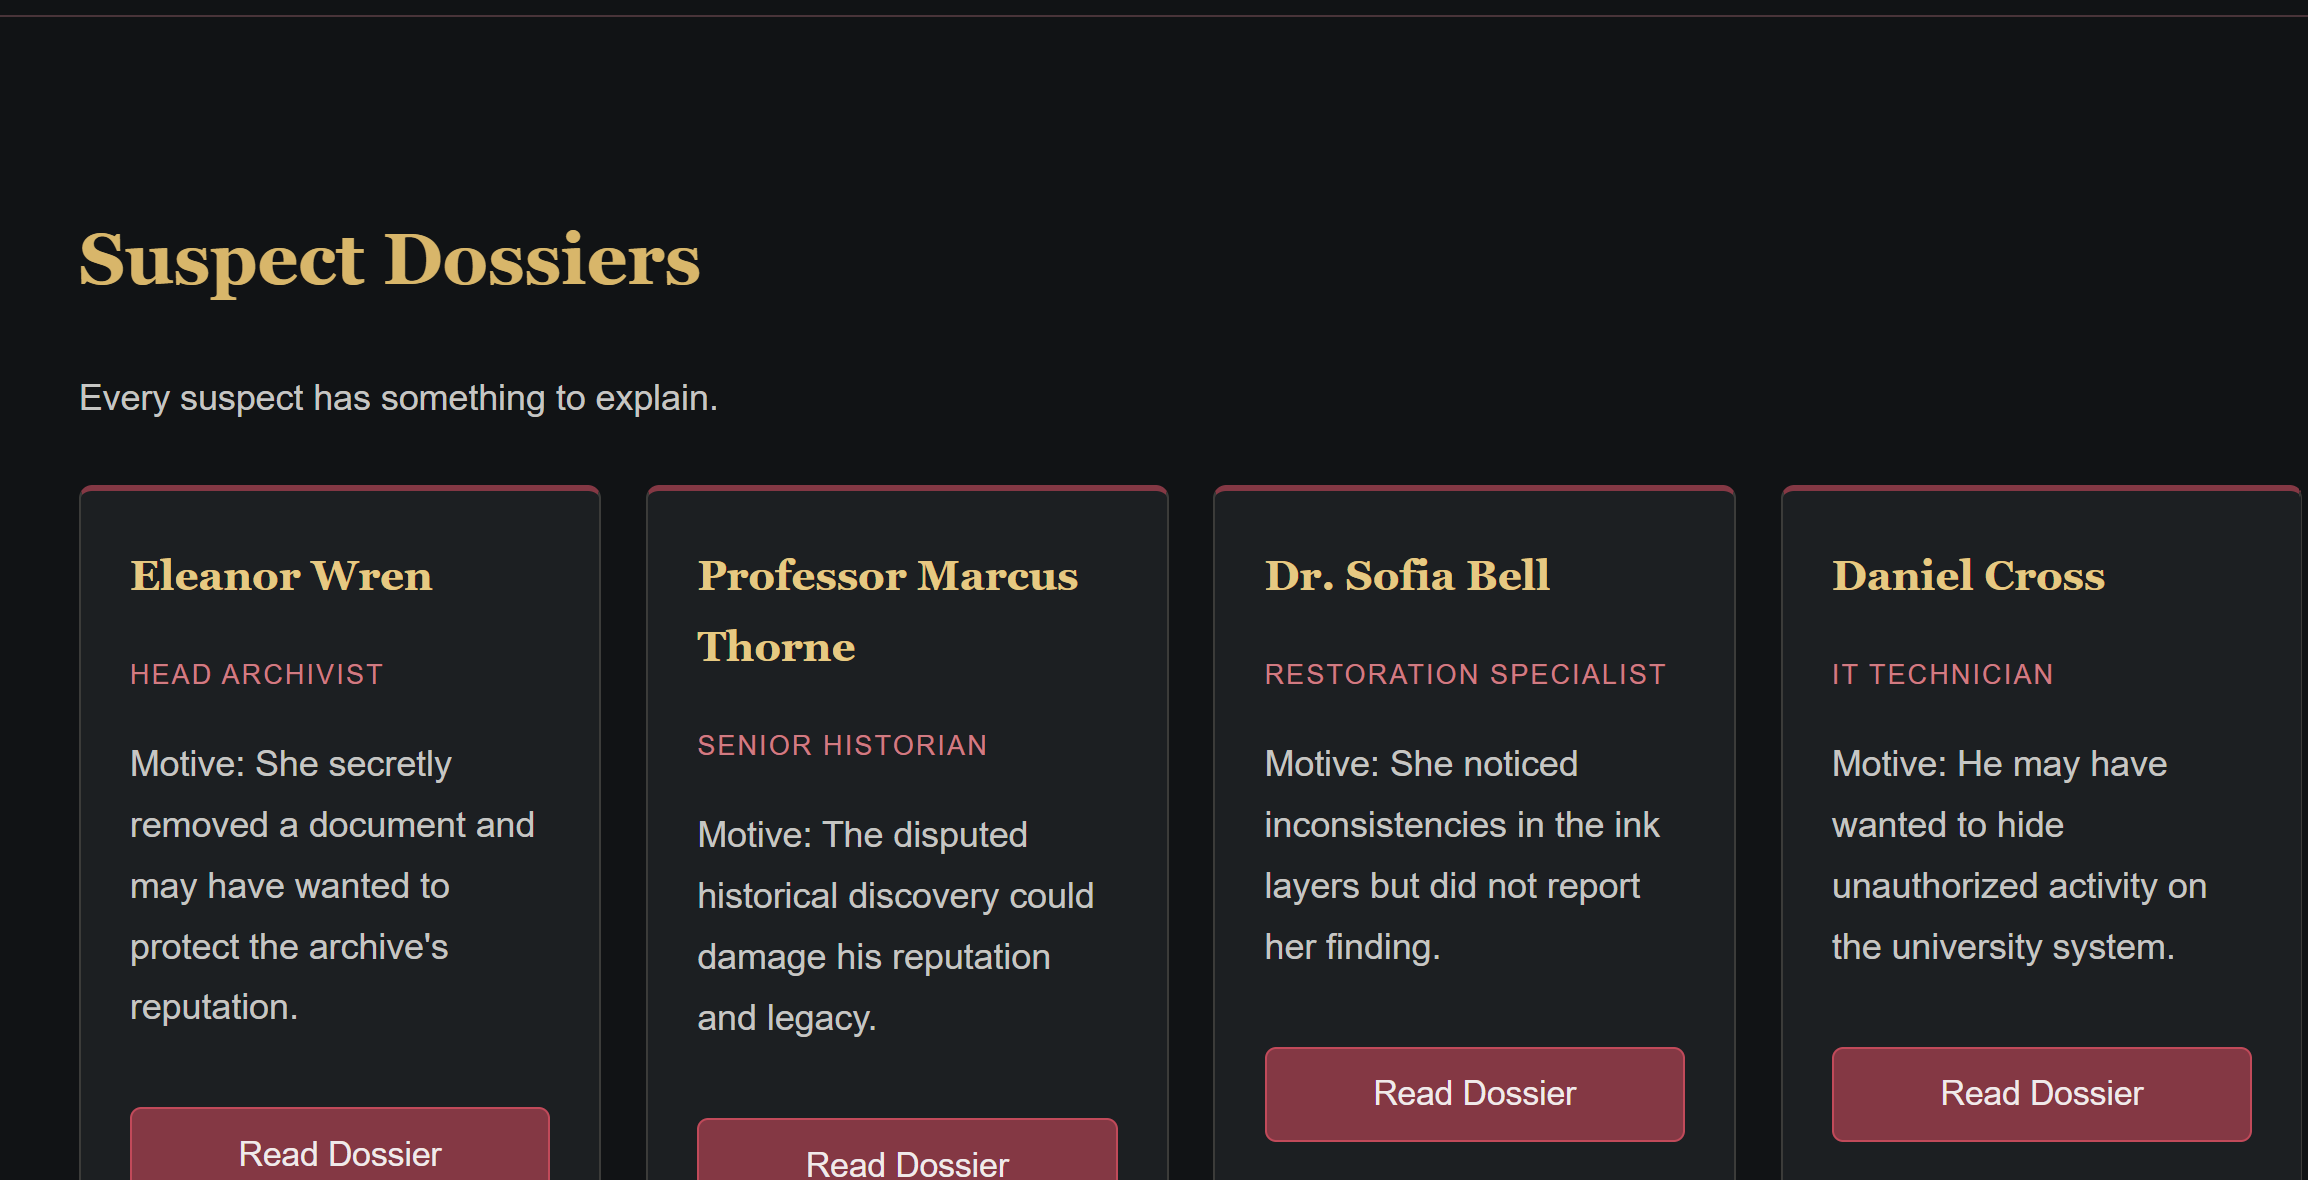 Suspect Dossiers
Every suspect has something to explain.
Eleanor Wren
HEAD ARCHIVIST
Motive: She secretly
removed a document and
may have wanted to
protect the archive's
reputation.
Read Dossier
Professor Marcus
Thorne
SENIOR HISTORIAN
Motive: The disputed
historical discovery could
damage his reputation
and legacy.
Read Dossier
Dr. Sofia Bell
RESTORATION SPECIALIST
Motive: She noticed
inconsistencies in the ink
layers but did not report
her finding.
Read Dossier
Daniel Cross
IT TECHNICIAN
Motive: He may have
wanted to hide
unauthorized activity on
the university system.
Read Dossier